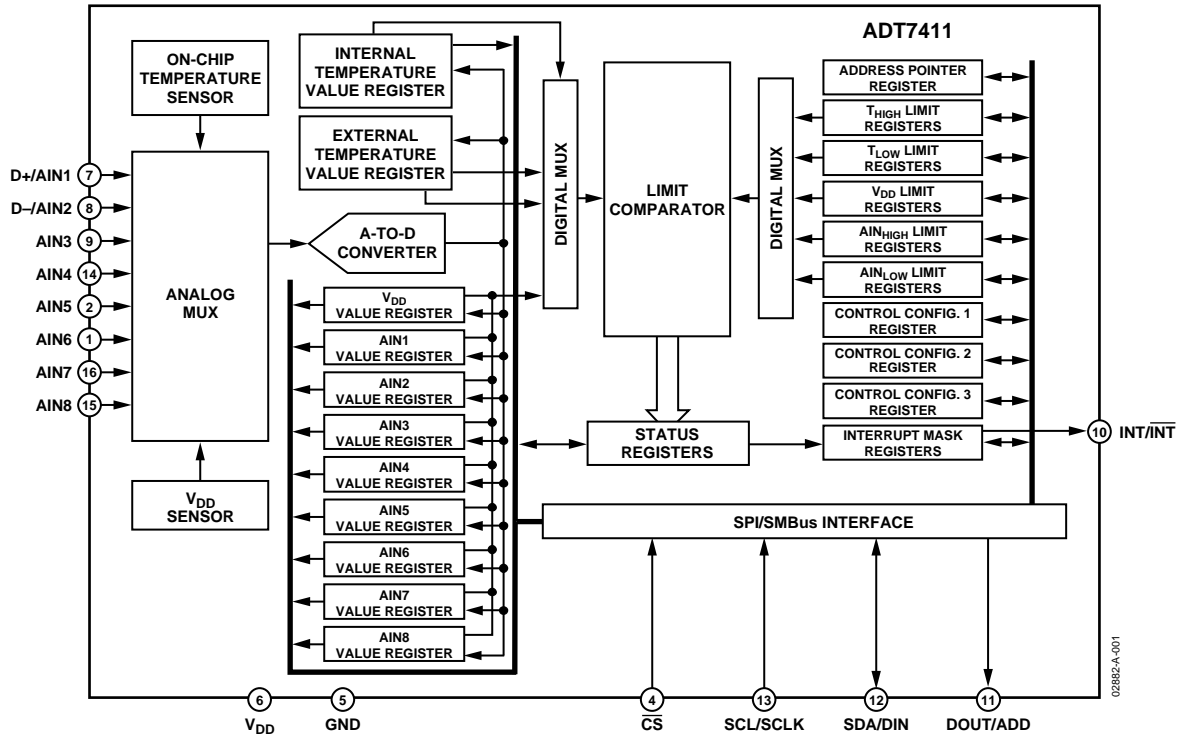 ADT7411
ON-CHIP
TEMPERATURE
SENSOR
INTERNAL
TEMPERATURE
VALUE REGISTER
EXTERNAL
TEMPERATURE
VALUE REGISTER
A-TO-D
CONVERTER
D+/AIN1
7
D–/AIN2
8
AIN3
9
AIN4
14
AIN5
2
AIN6
1
AIN7
16
AIN8
15
ANALOG
MUX
VDD
SENSOR
VDD
VALUE REGISTER
AIN1
VALUE REGISTER
AIN2
VALUE REGISTER
AIN3
VALUE REGISTER
AIN4
VALUE REGISTER
AIN5
VALUE REGISTER
AIN6
VALUE REGISTER
AIN7
VALUE REGISTER
AIN8
VALUE REGISTER
DIGITAL MUX
LIMIT
COMPARATOR
DIGITAL MUX
ADDRESS POINTER
REGISTER
THIGH LIMIT
REGISTERS
TLOW LIMIT
REGISTERS
VDD LIMIT
REGISTERS
AINHIGH LIMIT
REGISTERS
AINLOW LIMIT
REGISTERS
CONTROL CONFIG. 1
REGISTER
CONTROL CONFIG. 2
REGISTER
CONTROL CONFIG. 3
REGISTER
INTERRUPT MASK
REGISTERS
STATUS
REGISTERS
10
INT/INT
SPI/SMBus INTERFACE
6
VDD
5
GND
4
CS
13
SCL/SCLK
12
SDA/DIN
11
DOUT/ADD
02882-A-001